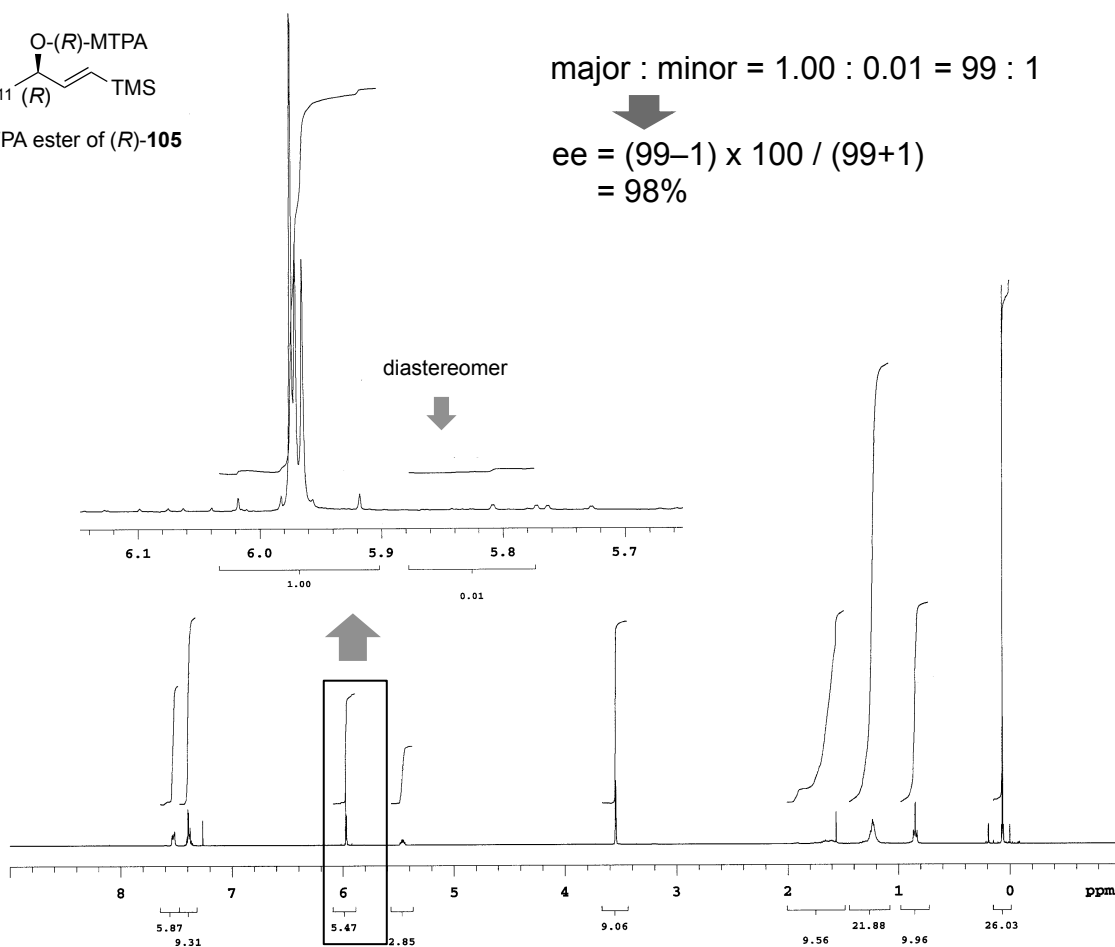 O-(R)-MTPA
11 (R)
TMS
PA ester of (R)-105
major : minor = 1.00 : 0.01 = 99 : 1
ee = (99–1) x 100 / (99+1)
= 98%
diastereomer
6.1 6.0 5.9 5.8 5.7
1.00
0.01
8 7 6 5 4 3 2 1 0 ppm
5.87 5.47 9.06 21.88 26.03
9.31 2.85 9.56 9.96